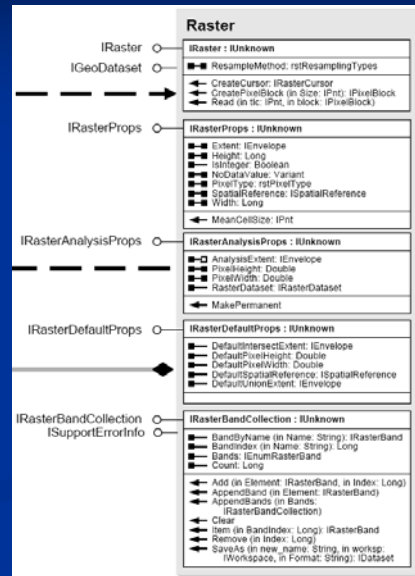 Raster
IRaster
IGeoDataset
IRaster : IUnknown
ResampleMethod: rstResamplingTypes
CreateCursor: IRasterCursor
CreatePixelBlock (in Size: IPnt): IPixelBlock
Read (in tlc: IPnt, in block: IPixelBlock)
IRasterProps
IRasterProps : IUnknown
Extent: IEnvelope
Height: Long
IsInteger: Boolean
NoDataValue: Variant
PixelType: rstPixelType
SpatialReference: ISpatialReference
Width: Long
MeanCellSize: IPnt
IRasterAnalysisProps
IRasterAnalysisProps : IUnknown
AnalysisExtent: IEnvelope
PixelHeight: Double
PixelWidth: Double
RasterDataset: IRasterDataset
MakePermanent
IRasterDefaultProps
IRasterDefaultProps : IUnknown
DefaultIntersectExtent: IEnvelope
DefaultPixelHeight: Double
DefaultPixelWidth: Double
DefaultSpatialReference: ISpatialReference
DefaultUnionExtent: IEnvelope
IRasterBandCollection
ISupportErrorInfo
IRasterBandCollection : IUnknown
BandByName (in Name: String): IRasterBand
BandIndex (in Name: String): Long
Bands: IEnumRasterBand
Count: Long
Add (in Element: IRasterBand, in Index: Long)
AppendBand (in Element: IRasterBand)
AppendBands (in Bands:
IRasterBandCollection)
Clear
Item (in BandIndex: Long): IRasterBand
Remove (in Index: Long)
SaveAs (in new_name: String, in worksp:
IWorkspace, in Format: String): IDataset